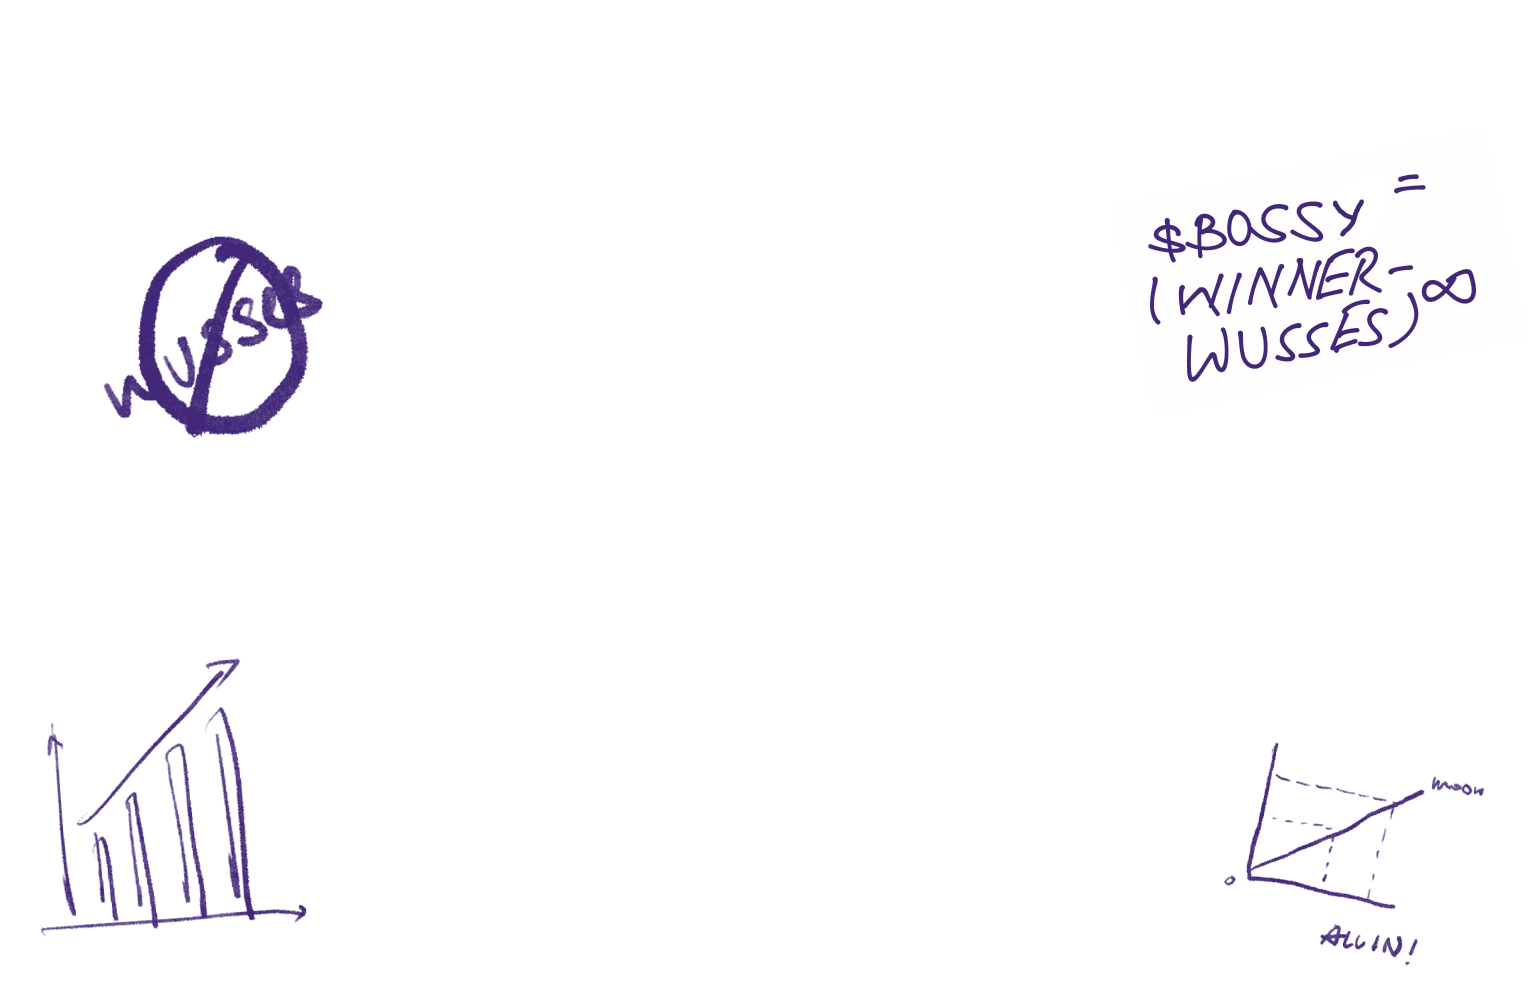 WUSSES
$BOSSY =
(WINNER-
WUSSES)∞
moon
0
ALL IN!